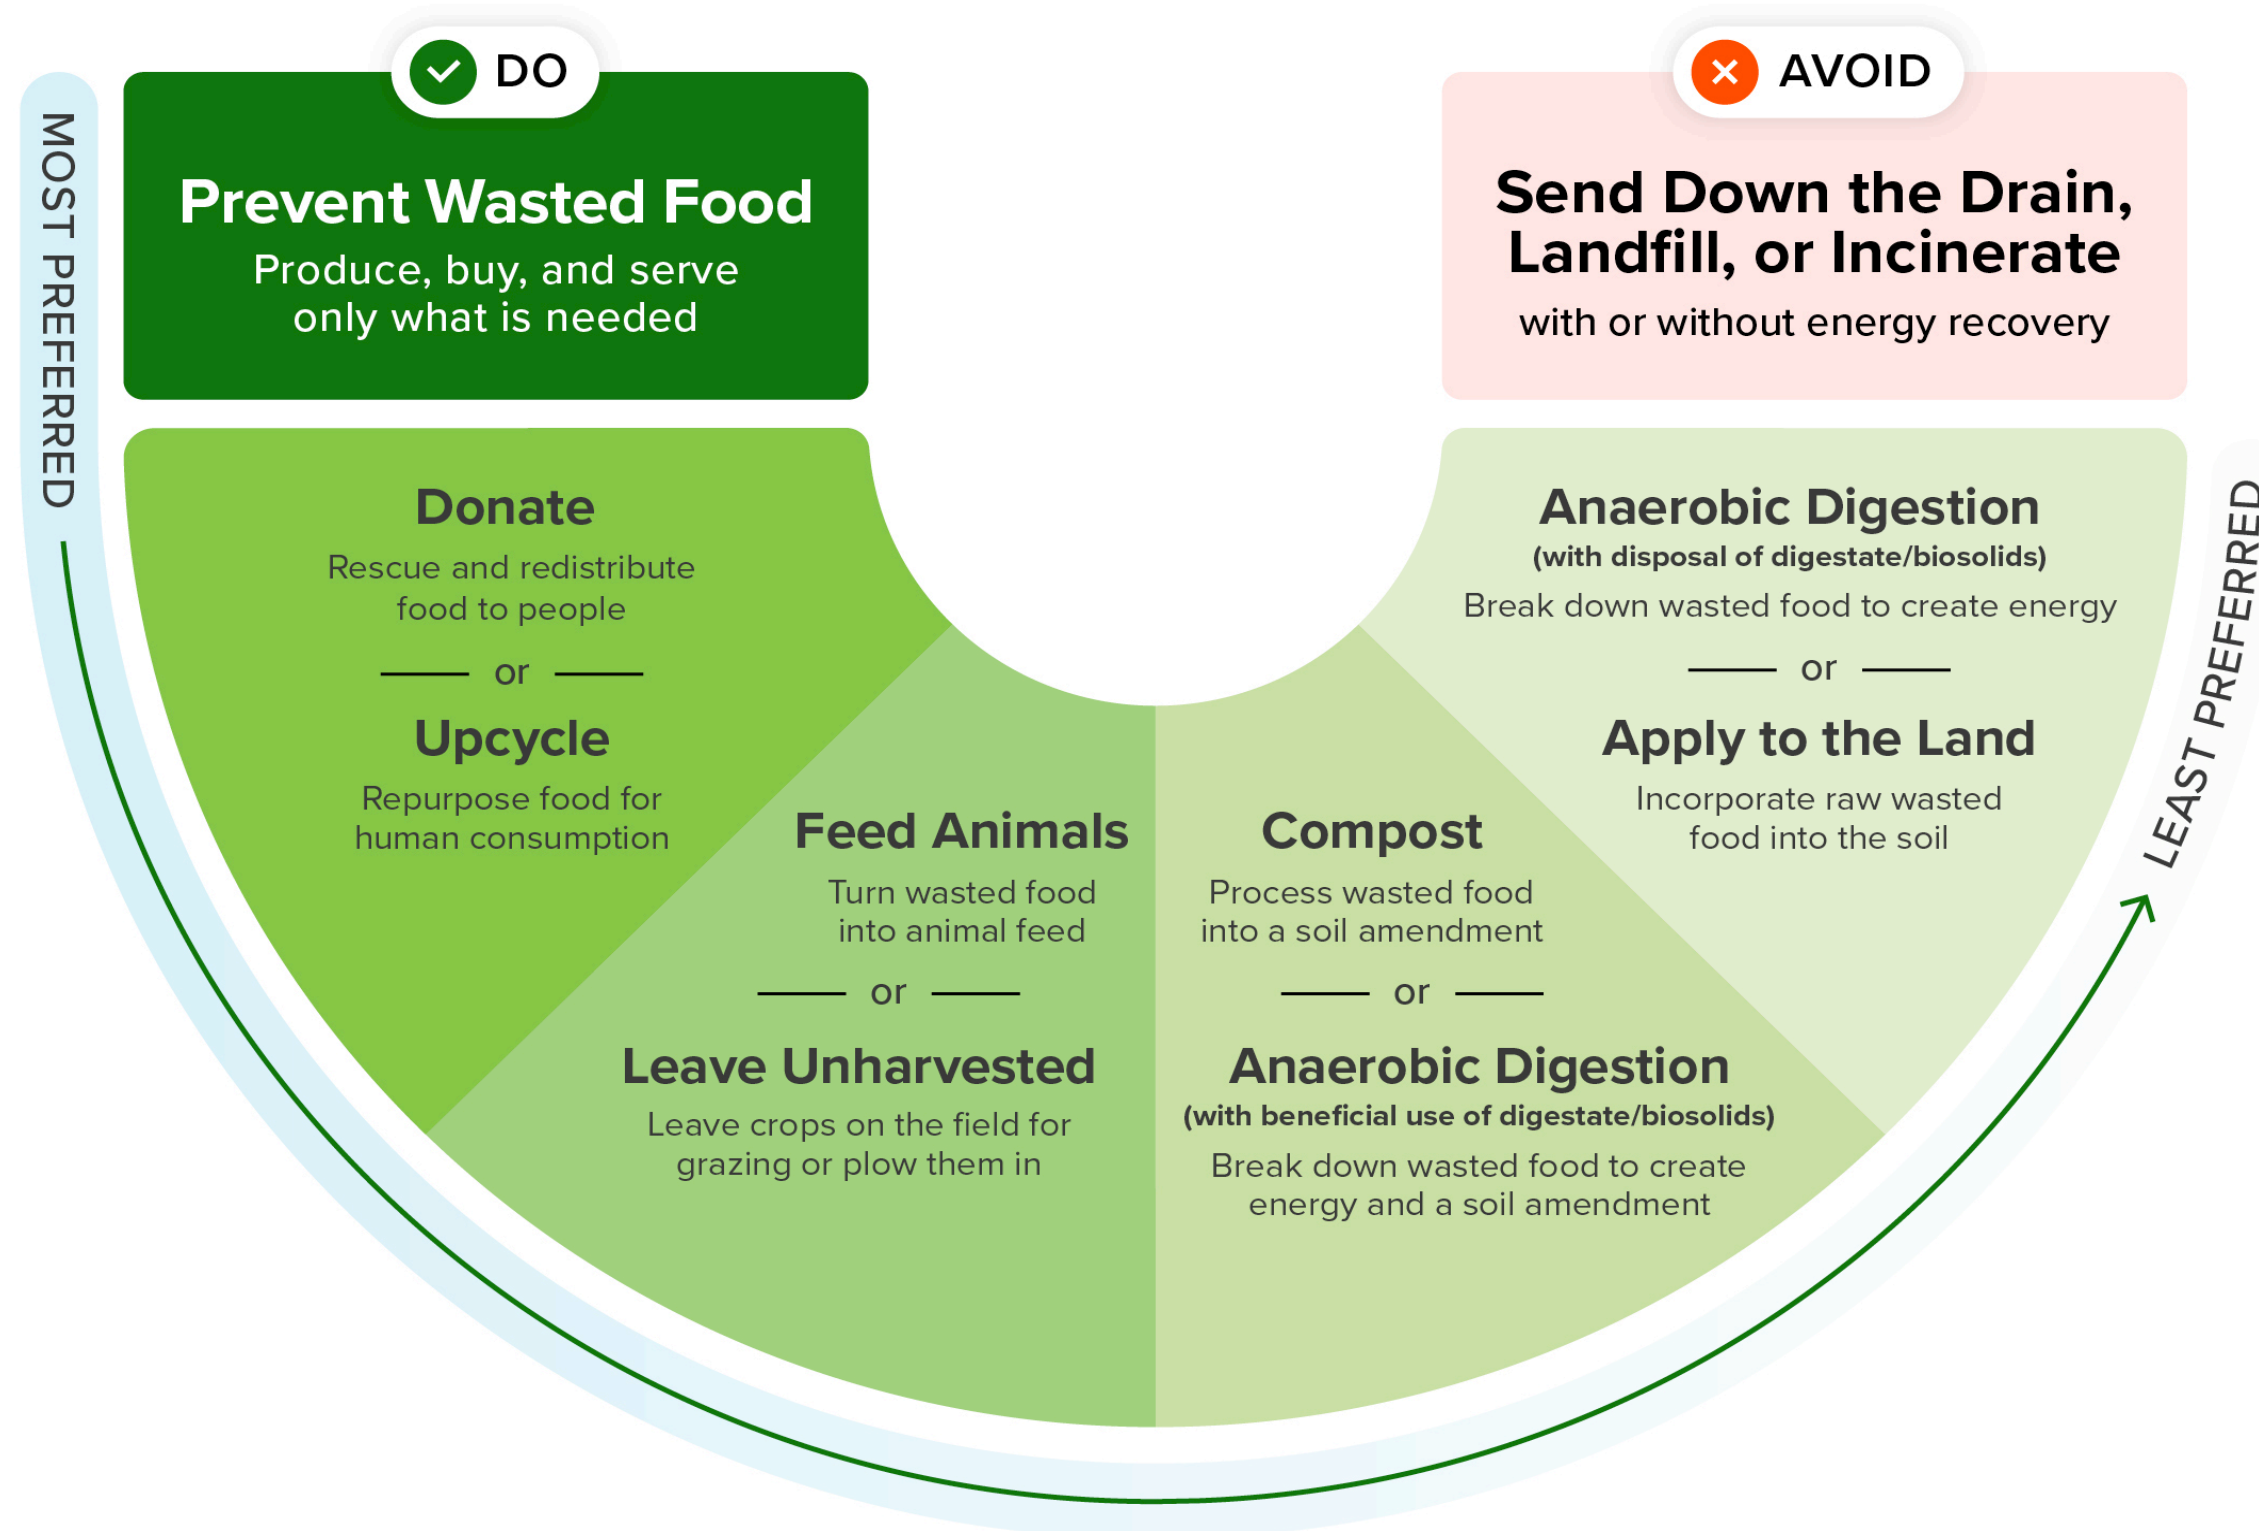 DO
Prevent Wasted Food
Produce, buy, and serve
only what is needed
AVOID
Send Down the Drain,
Landfill, or Incinerate
with or without energy recovery
MOST PREFERRED
Donate
Rescue and redistribute
food to people
or
Upcycle
Repurpose food for
human consumption
Feed Animals
Turn wasted food
into animal feed
or
Leave Unharvested
Leave crops on the field for
grazing or plow them in
Compost
Process wasted food
into a soil amendment
or
Anaerobic Digestion
(with beneficial use of digestate/biosolids)
Break down wasted food to create
energy and a soil amendment
Anaerobic Digestion
(with disposal of digestate/biosolids)
Break down wasted food to create energy
or
Apply to the Land
Incorporate raw wasted
food into the soil
LEAST PREFERRED